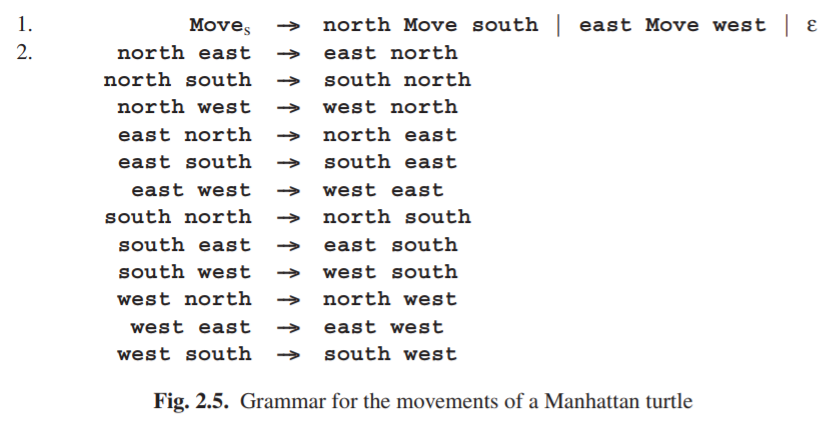 1. Moveₛ → north Move south | east Move west | ε
2. north east → east north
north south → south north
north west → west north
east north → north east
east south → south east
east west → west east
south north → north south
south east → east south
south west → west south
west north → north west
west east → east west
west south → south west
Fig. 2.5. Grammar for the movements of a Manhattan turtle